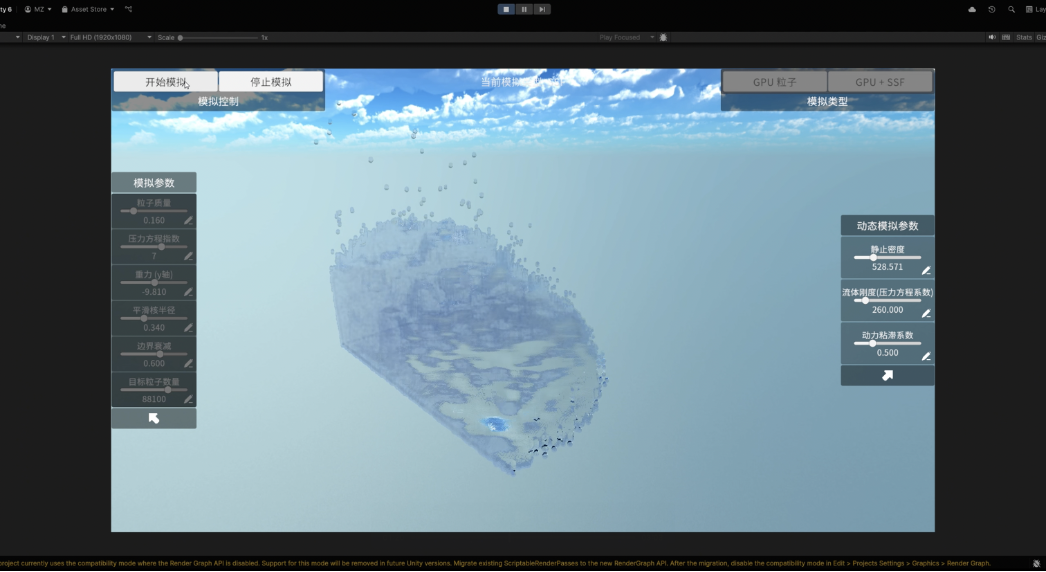 ty 6 MZ Asset Store Lay
me
Display 1 Full HD (1920x1080) Scale 1x Play Focused Stats Giz
开始模拟 停止模拟 当前模拟 GPU 粒子 GPU + SSF
模拟控制 模拟类型
模拟参数
粒子质量
0.160
压力方程指数
7
重力 (y轴)
-9.810
平滑核半径
0.340
边界衰减
0.600
目标粒子数量
88100
动态模拟参数
静止密度
528.571
流体刚度(压力方程系数)
260.000
动力粘滞系数
0.500
project currently uses the compatibility mode where the Render Graph API is disabled. Support for this mode will be removed in future Unity versions. Migrate existing ScriptableRenderPasses to the new RenderGraph API. After the migration, disable the compatibility mode in Edit > Projects Settings > Graphics > Render Graph.